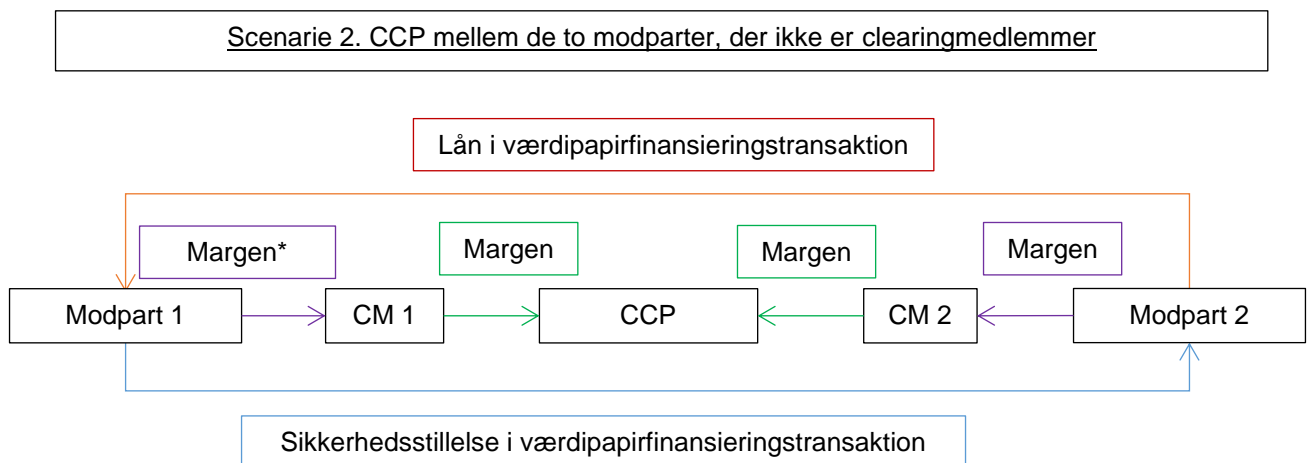 Scenarie 2. CCP mellem de to modparter, der ikke er clearingmedlemmer
Lån i værdipapirfinansieringstransaktion
Margen*
Margen
Margen
Margen
Modpart 1
CM 1
CCP
CM 2
Modpart 2
Sikkerhedsstillelse i værdipapirfinansieringstransaktion